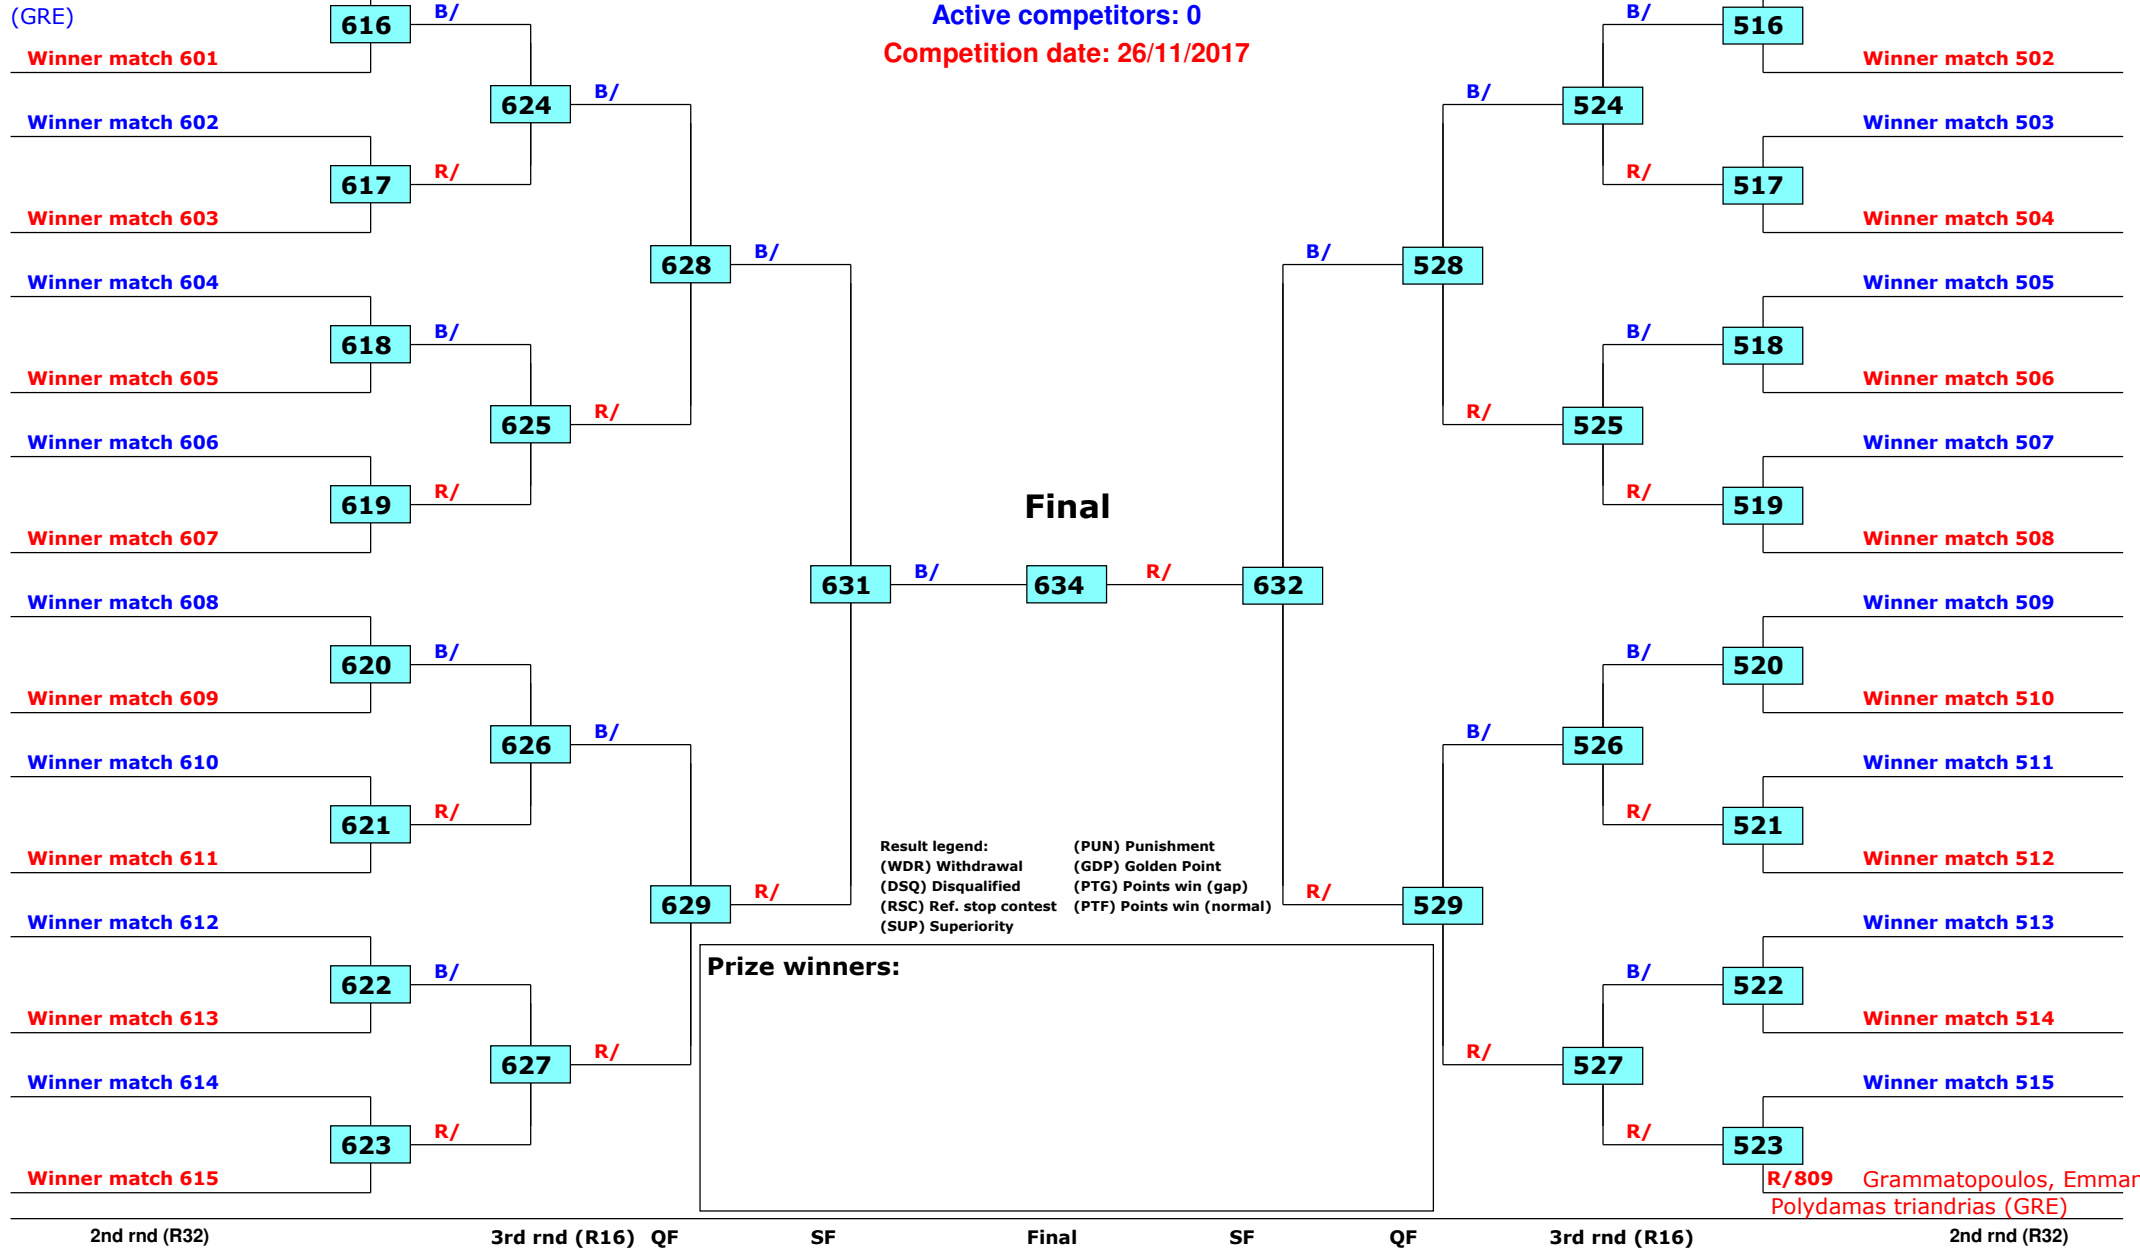 (GRE)
616
B/
Active competitors: 0
B/
516
Winner match 601
Competition date: 26/11/2017
Winner match 502
624
B/
B/
524
Winner match 602
Winner match 503
617
R/
R/
517
Winner match 603
Winner match 504
628
B/
B/
528
Winner match 604
Winner match 505
618
B/
B/
518
Winner match 605
Winner match 506
625
R/
R/
525
Winner match 606
Winner match 507
619
R/
Final
R/
519
Winner match 607
Winner match 508
631
B/
634
R/
632
Winner match 608
Winner match 509
620
B/
B/
520
Winner match 609
Winner match 510
626
B/
B/
526
Winner match 610
Winner match 511
621
R/
R/
521
Winner match 611
Winner match 512
Result legend:
(PUN) Punishment
(WDR) Withdrawal
(GDP) Golden Point
(DSQ) Disqualified
(PTG) Points win (gap)
(RSC) Ref. stop contest
(PTF) Points win (normal)
(SUP) Superiority
629
R/
R/
529
Winner match 612
Winner match 513
Prize winners:
622
B/
B/
522
Winner match 613
Winner match 514
627
R/
R/
527
Winner match 614
Winner match 515
623
R/
R/
523
Winner match 615
R/809 Grammatopoulos, Emman
Polydamas triandrias (GRE)
2nd rnd (R32)
3rd rnd (R16)
QF
SF
Final
SF
QF
3rd rnd (R16)
2nd rnd (R32)